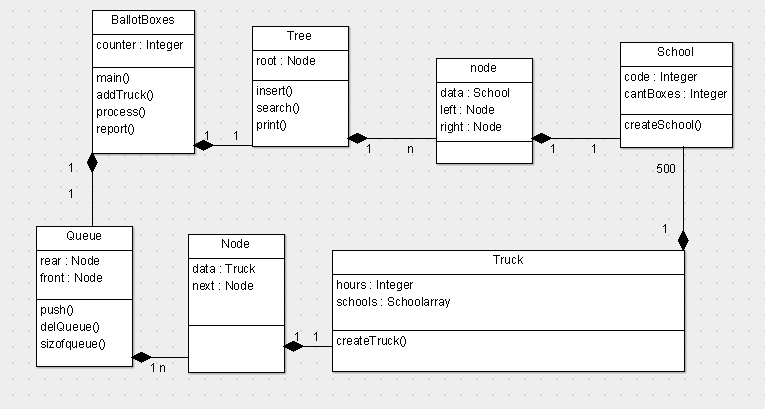 BallotBoxes
counter : Integer
main()
addTruck()
process()
report()
1
1
Tree
root : Node
insert()
search()
print()
1
n
node
data : School
left : Node
right : Node
1
1
School
code : Integer
cantBoxes : Integer
createSchool()
500
1
1
1
Queue
rear : Node
front : Node
push()
delQueue()
sizofqueue()
1 n
Node
data : Truck
next : Node
1
1
Truck
hours : Integer
schools : Schoolarray
createTruck()